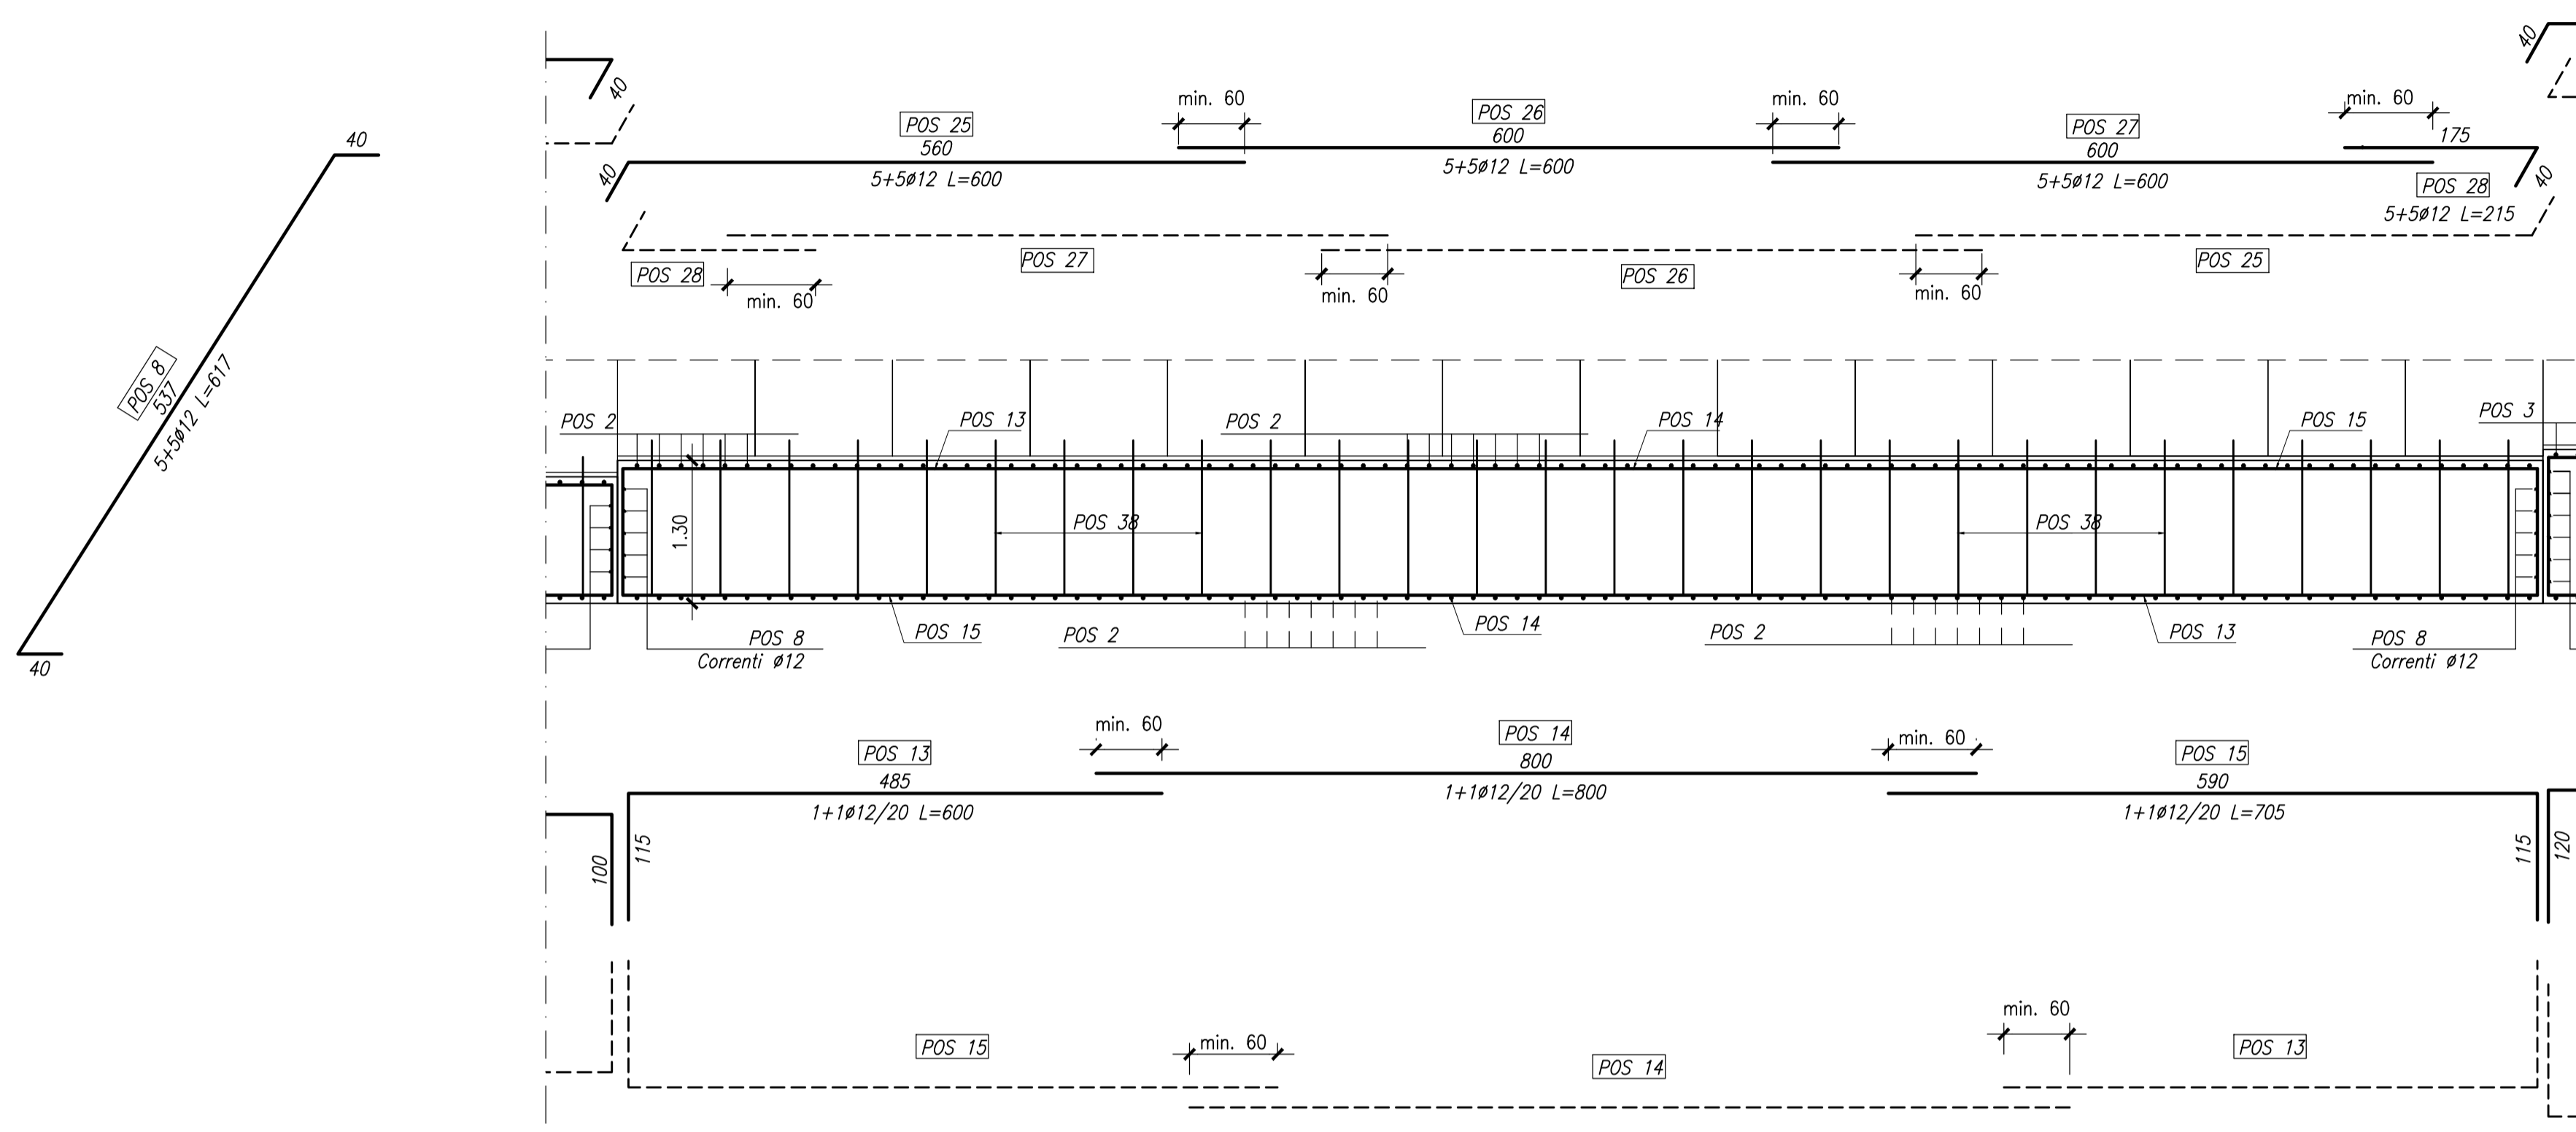 40
POS 8
537
5+5ø12 L=617
40
40
POS 25
560
5+5ø12 L=600
40
min. 60
POS 26
600
5+5ø12 L=600
min. 60
POS 27
600
5+5ø12 L=600
min. 60
175
40
40
POS 28
5+5ø12 L=215
POS 28
min. 60
POS 27
min. 60
POS 26
min. 60
POS 25
POS 2
POS 13
POS 2
POS 14
POS 15
POS 3
1.30
POS 38
POS 38
POS 8
Correnti ø12
POS 15
POS 2
POS 14
POS 2
POS 13
POS 8
Correnti ø12
POS 13
485
1+1ø12/20 L=600
min. 60
POS 14
800
1+1ø12/20 L=800
min. 60
POS 15
590
1+1ø12/20 L=705
100
115
115
120
POS 15
min. 60
POS 14
min. 60
POS 13